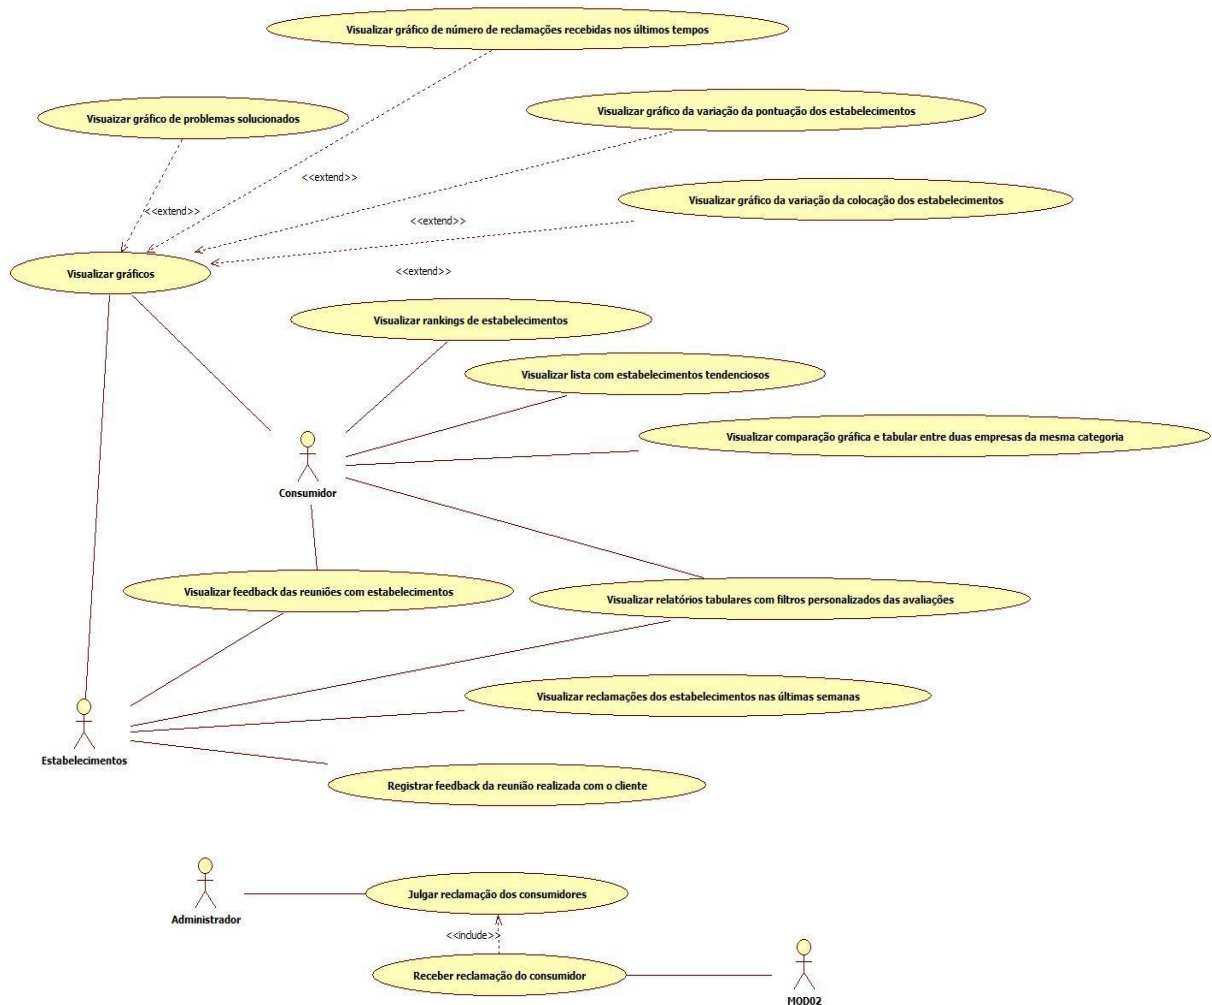 Visualizar gráfico de número de reclamações recebidas nos últimos tempos
Visuaizar gráfico de problemas solucionados
Visualizar gráfico da variação da pontuação dos estabelecimentos
<<extend>>
Visualizar gráfico da variação da colocação dos estabelecimentos
<<extend>>
<<extend>>
Visualizar gráficos
<<extend>>
Visualizar rankings de estabelecimentos
Visualizar lista com estabelecimentos tendenciosos
Visualizar comparação gráfica e tabular entre duas empresas da mesma categoria
Consumidor
Visualizar feedback das reuniões com estabelecimentos
Visualizar relatórios tabulares com filtros personalizados das avaliações
Visualizar reclamações dos estabelecimentos nas últimas semanas
Estabelecimentos
Registrar feedback da reunião realizada com o cliente
Julgar reclamação dos consumidores
Administrador
<<include>>
Receber reclamação do consumidor
MOD02